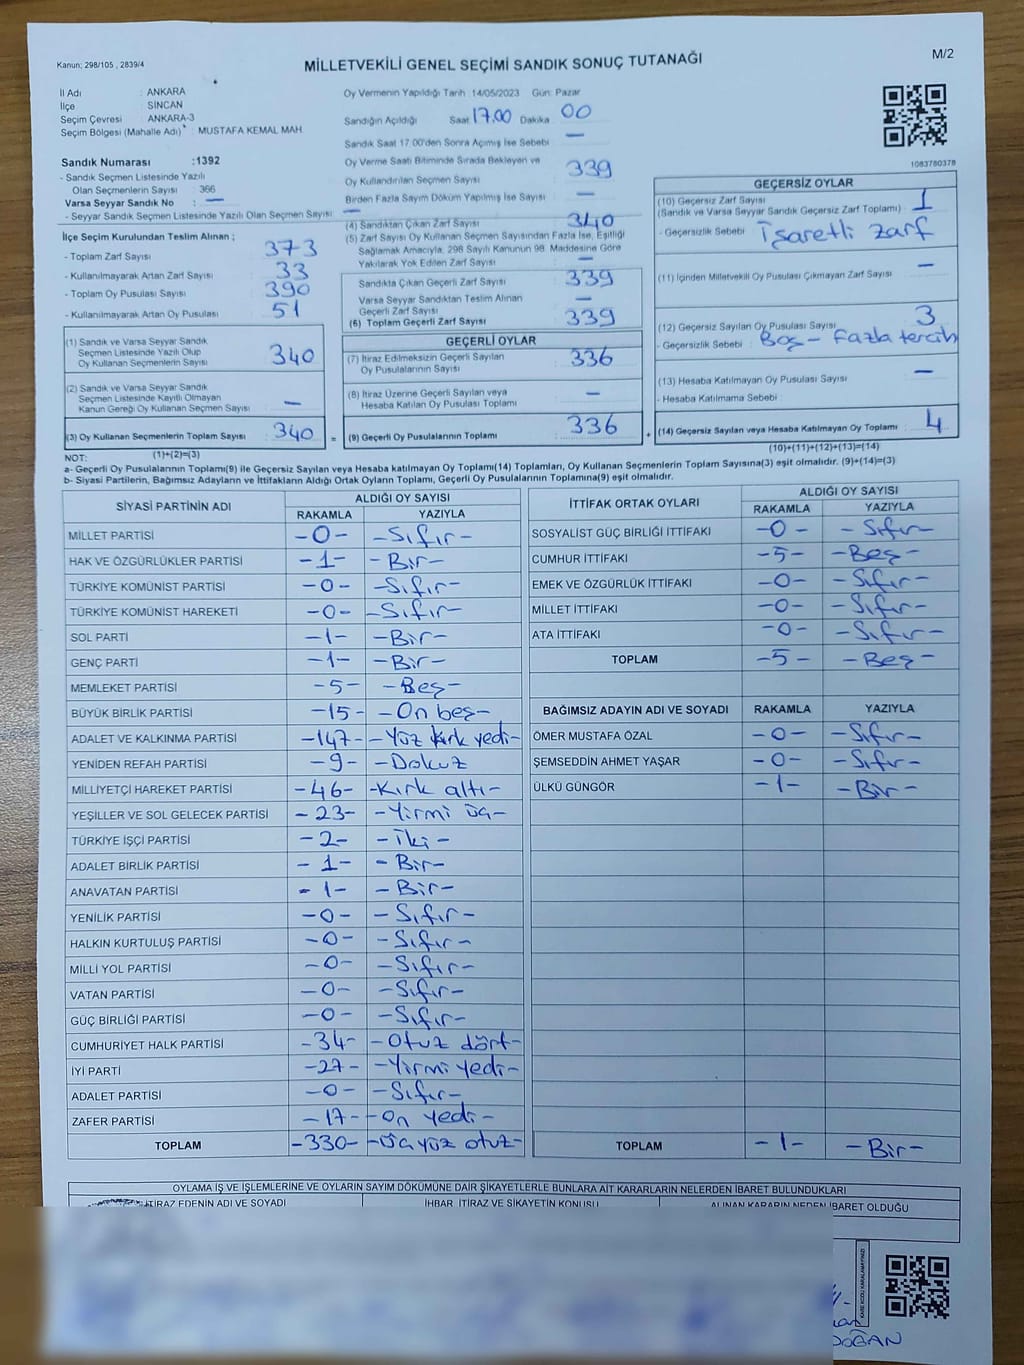 Kanun; 298/105 , 2839/4
MİLLETVEKİLİ GENEL SEÇİMİ SANDIK SONUÇ TUTANAĞI
M/2
İl Adı : ANKARA
İlçe : SİNCAN
Seçim Çevresi : ANKARA-3
Seçim Bölgesi (Mahalle Adı) : MUSTAFA KEMAL MAH.
Sandık Numarası :1392
- Sandık Seçmen Listesinde Yazılı
Olan Seçmenlerin Sayısı : 366
Varsa Seyyar Sandık No : —
- Seyyar Sandık Seçmen Listesinde Yazılı Olan Seçmen Sayısı : —
İlçe Seçim Kurulundan Teslim Alınan ;
- Toplam Zarf Sayısı : 373
- Kullanılmayarak Artan Zarf Sayısı : 33
- Toplam Oy Pusulası Sayısı : 390
- Kullanılmayarak Artan Oy Pusulası : 51
(1) Sandık ve Varsa Seyyar Sandık
Seçmen Listesinde Yazılı Olup
Oy Kullanan Seçmenlerin Sayısı : 340
(2) Sandık ve Varsa Seyyar Sandık
Seçmen Listesinde Kayıtlı Olmayan
Kanun Gereği Oy Kullanan Seçmen Sayısı : —
(3) Oy Kullanan Seçmenlerin Toplam Sayısı : 340 =
(1)+(2)=(3)
Oy Vermenin Yapıldığı Tarih :14/05/2023 Gün: Pazar
Sandığın Açıldığı Saat 17.00 Dakika 00
Sandık Saat 17:00'den Sonra Açılmış İse Sebebi : —
Oy Verme Saati Bitiminde Sırada Bekleyen ve
Oy Kullandırılan Seçmen Sayısı : 339
Birden Fazla Sayım Döküm Yapılmış İse Sayısı : —
(4) Sandıktan Çıkan Zarf Sayısı : 340
(5) Zarf Sayısı Oy Kullanan Seçmen Sayısından Fazla İse, Eşitliği
Sağlamak Amacıyla, 298 Sayılı Kanunun 98. Maddesine Göre
Yakılarak Yok Edilen Zarf Sayısı : —
Sandıkta Çıkan Geçerli Zarf Sayısı : 339
Varsa Seyyar Sandıktan Teslim Alınan
Geçerli Zarf Sayısı : —
(6) Toplam Geçerli Zarf Sayısı : 339
GEÇERLİ OYLAR
(7) İtiraz Edilmeksizin Geçerli Sayılan
Oy Pusulalarının Sayısı : 336
(8) İtiraz Üzerine Geçerli Sayılan veya
Hesaba Katılan Oy Pusulası Toplamı : —
(9) Geçerli Oy Pusulalarının Toplamı : 336 +
1083780378
GEÇERSİZ OYLAR
(10) Geçersiz Zarf Sayısı : 1
(Sandık ve Varsa Seyyar Sandık Geçersiz Zarf Toplamı)
- Geçersizlik Sebebi : İşaretli zarf
(11) İçinden Milletvekili Oy Pusulası Çıkmayan Zarf Sayısı : —
(12) Geçersiz Sayılan Oy Pusulası Sayısı : 3
- Geçersizlik Sebebi : Boş - Fazla tercih
(13) Hesaba Katılmayan Oy Pusulası Sayısı : —
- Hesaba Katılmama Sebebi :
(14) Geçersiz Sayılan veya Hesaba Katılmayan Oy Toplamı : 4
(10)+(11)+(12)+(13)=(14)
NOT:
a- Geçerli Oy Pusulalarının Toplamı(9) ile Geçersiz Sayılan veya Hesaba katılmayan Oy Toplamı(14) Toplamları, Oy Kullanan Seçmenlerin Toplam Sayısına(3) eşit olmalıdır. (9)+(14)=(3)
b- Siyasi Partilerin, Bağımsız Adayların ve İttifakların Aldığı Ortak Oyların Toplamı, Geçerli Oy Pusulalarının Toplamına(9) eşit olmalıdır.
SİYASİ PARTİNİN ADI ALDIĞI OY SAYISI
RAKAMLA YAZIYLA
MİLLET PARTİSİ -0- -Sıfır-
HAK VE ÖZGÜRLÜKLER PARTİSİ -1- -Bir-
TÜRKİYE KOMÜNİST PARTİSİ -0- -Sıfır-
TÜRKİYE KOMÜNİST HAREKETİ -0- -Sıfır-
SOL PARTİ -1- -Bir-
GENÇ PARTİ -1- -Bir-
MEMLEKET PARTİSİ -5- -Beş-
BÜYÜK BİRLİK PARTİSİ -15- -On beş-
ADALET VE KALKINMA PARTİSİ -147- -Yüz kırk yedi-
YENİDEN REFAH PARTİSİ -9- -Dokuz
MİLLİYETÇİ HAREKET PARTİSİ -46- -Kırk altı-
YEŞİLLER VE SOL GELECEK PARTİSİ -23- -Yirmi üç-
TÜRKİYE İŞÇİ PARTİSİ -2- -İki-
ADALET BİRLİK PARTİSİ -1- -Bir-
ANAVATAN PARTİSİ -1- -Bir-
YENİLİK PARTİSİ -0- -Sıfır-
HALKIN KURTULUŞ PARTİSİ -0- -Sıfır-
MİLLİ YOL PARTİSİ -0- -Sıfır-
VATAN PARTİSİ -0- -Sıfır-
GÜÇ BİRLİĞİ PARTİSİ -0- -Sıfır-
CUMHURİYET HALK PARTİSİ -34- -Otuz dört-
İYİ PARTİ -27- -Yirmi yedi-
ADALET PARTİSİ -0- -Sıfır-
ZAFER PARTİSİ -17- -On yedi-
TOPLAM -330- -Üç yüz otuz-
İTTİFAK ORTAK OYLARI ALDIĞI OY SAYISI
RAKAMLA YAZIYLA
SOSYALİST GÜÇ BİRLİĞİ İTTİFAKI -0- -Sıfır-
CUMHUR İTTİFAKI -5- -Beş-
EMEK VE ÖZGÜRLÜK İTTİFAKI -0- -Sıfır-
MİLLET İTTİFAKI -0- -Sıfır-
ATA İTTİFAKI -0- -Sıfır-
TOPLAM -5- -Beş-
BAĞIMSIZ ADAYIN ADI VE SOYADI RAKAMLA YAZIYLA
ÖMER MUSTAFA ÖZAL -0- -Sıfır-
ŞEMSEDDİN AHMET YAŞAR -0- -Sıfır-
ÜLKÜ GÜNGÖR -1- -Bir-
TOPLAM -1- -Bir-
OYLAMA İŞ VE İŞLEMLERİNE VE OYLARIN SAYIM DÖKÜMÜNE DAİR ŞİKAYETLERLE BUNLARA AİT KARARLARIN NELERDEN İBARET BULUNDUKLARI
İTİRAZ EDENİN ADI VE SOYADI İHBAR, İTİRAZ VE ŞİKAYETİN KONUSU ALINAN KARARIN NEDEN İBARET OLDUĞU
DOĞAN